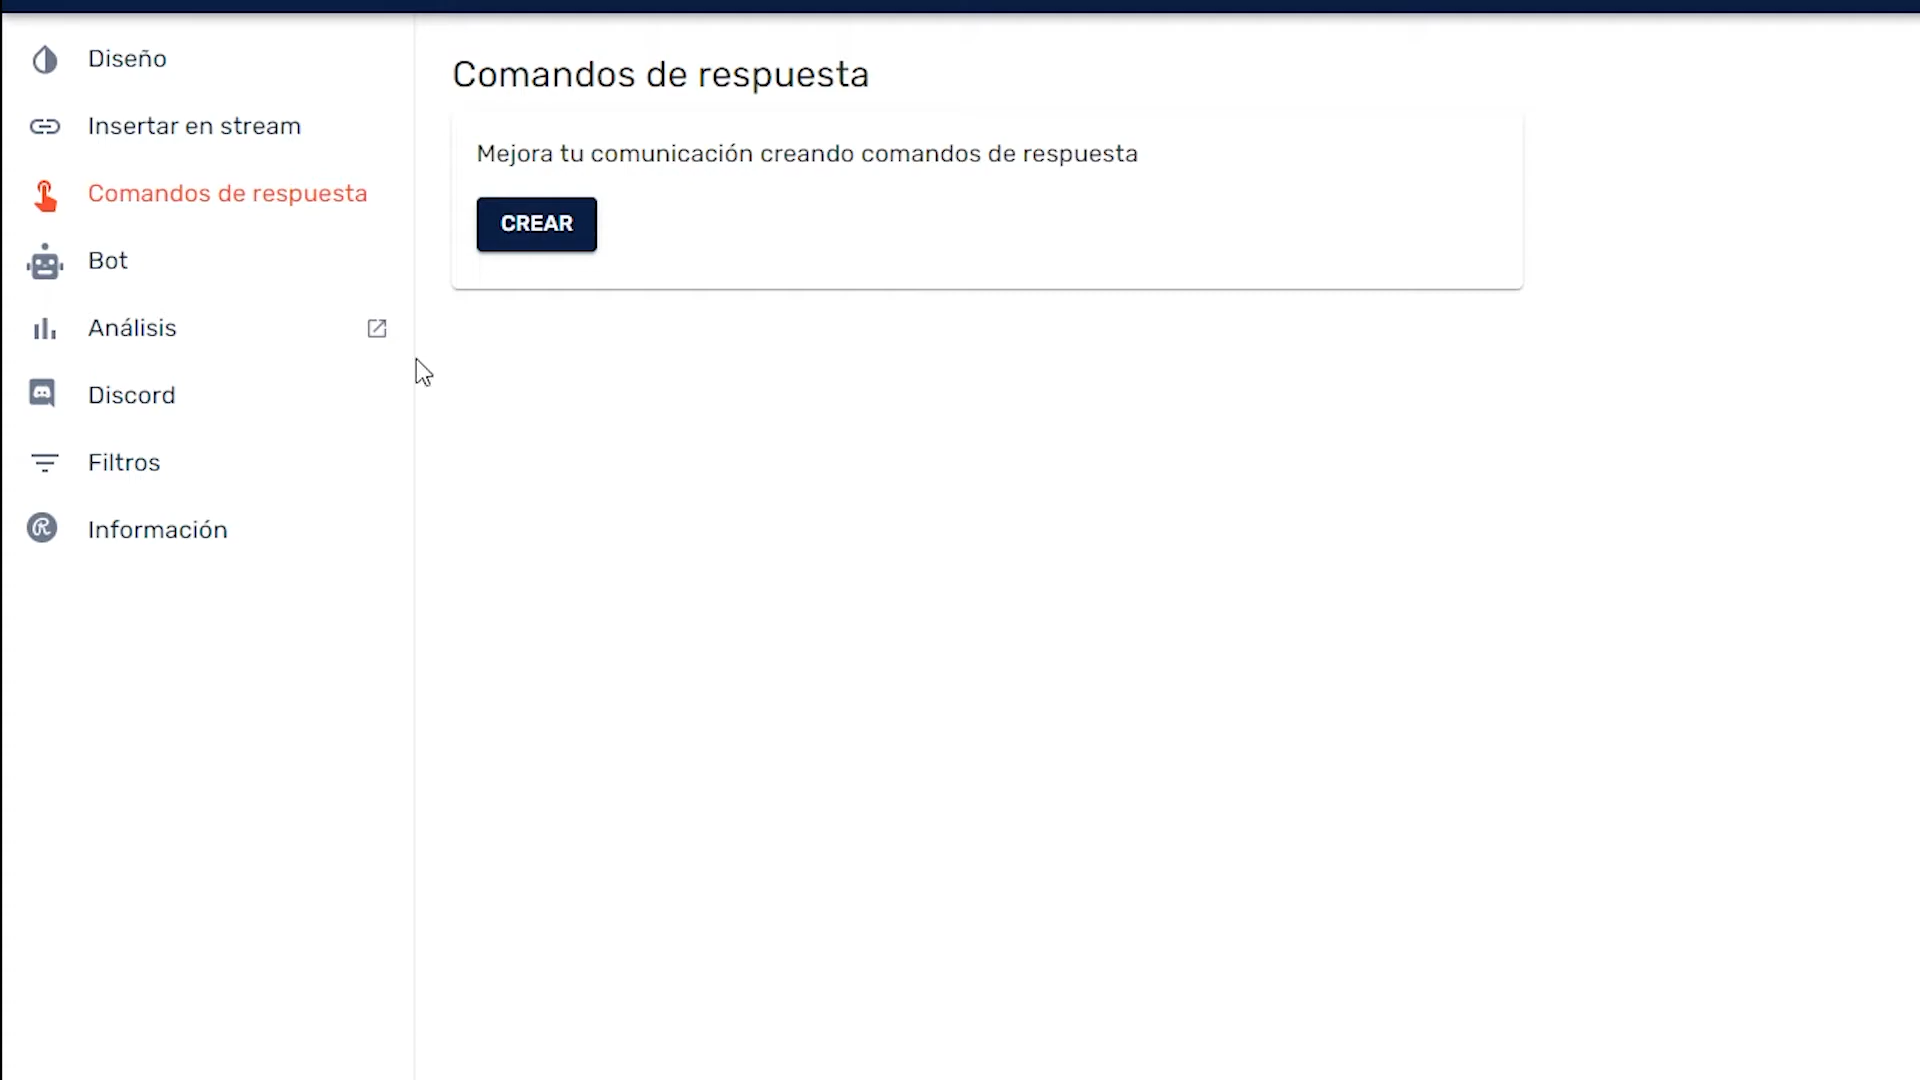 Diseño
Insertar en stream
Comandos de respuesta
Bot
Análisis
Discord
Filtros
Información
Comandos de respuesta
Mejora tu comunicación creando comandos de respuesta
CREAR